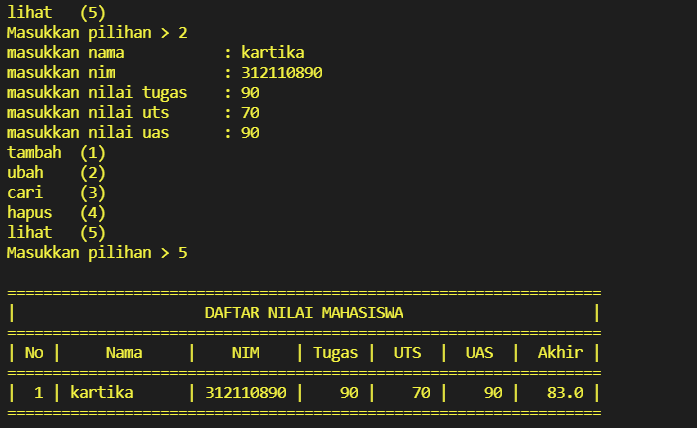 lihat   (5)
Masukkan pilihan > 2
masukkan nama           : kartika
masukkan nim            : 312110890
masukkan nilai tugas    : 90
masukkan nilai uts      : 70
masukkan nilai uas      : 90
tambah  (1)
ubah    (2)
cari    (3)
hapus   (4)
lihat   (5)
Masukkan pilihan > 5
==================================================================
|                     DAFTAR NILAI MAHASISWA                     |
==================================================================
| No |     Nama     |    NIM    | Tugas |  UTS  |  UAS  |  Akhir |
==================================================================
|  1 | kartika      | 312110890 |    90 |    70 |    90 |   83.0 |
==================================================================